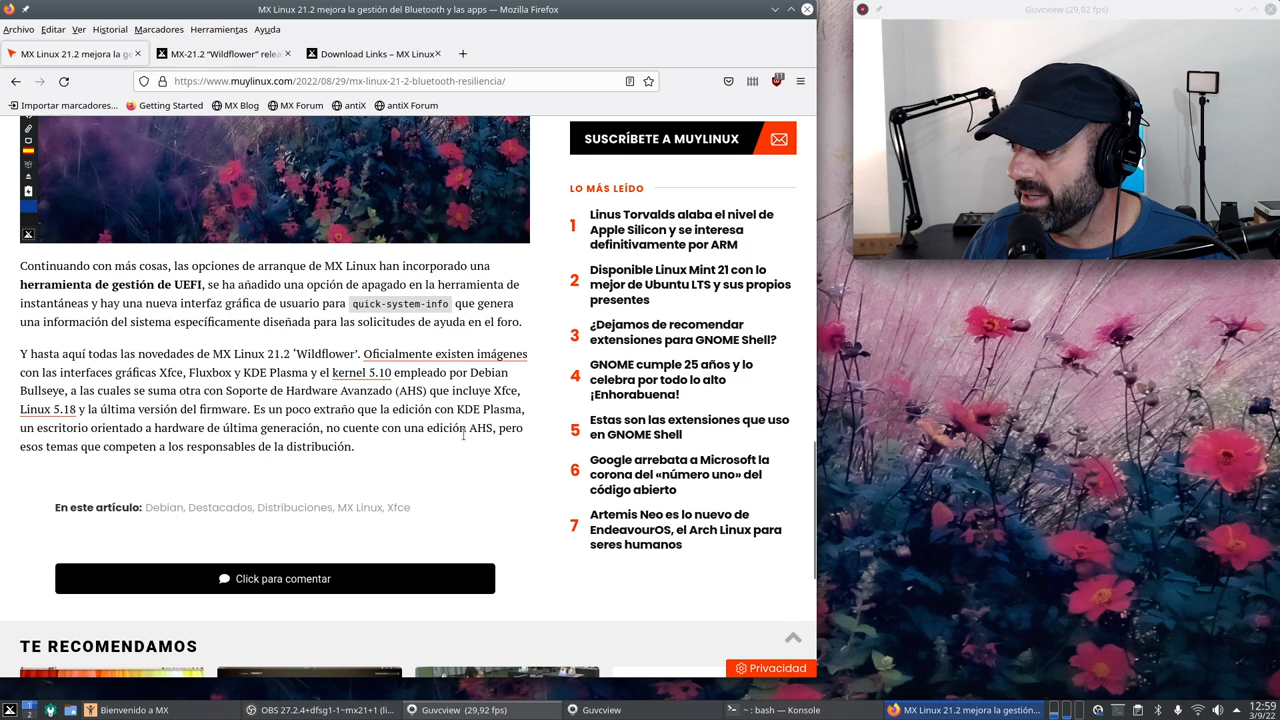 MX Linux 21.2 mejora la gestión del Bluetooth y las apps — Mozilla Firefox
Guvcview (29,92 fps)
Archivo Editar Ver Historial Marcadores Herramientas Ayuda
MX Linux 21.2 mejora la ge
MX-21.2 “Wildflower” relea
Download Links – MX Linux
https://www.muylinux.com/2022/08/29/mx-linux-21-2-bluetooth-resiliencia/
Importar marcadores... Getting Started MX Blog MX Forum antiX antiX Forum
SUSCRÍBETE A MUYLINUX
LO MÁS LEÍDO
1 Linus Torvalds alaba el nivel de
Apple Silicon y se interesa
definitivamente por ARM
2 Disponible Linux Mint 21 con lo
mejor de Ubuntu LTS y sus propios
presentes
3 ¿Dejamos de recomendar
extensiones para GNOME Shell?
4 GNOME cumple 25 años y lo
celebra por todo lo alto
¡Enhorabuena!
5 Estas son las extensiones que uso
en GNOME Shell
6 Google arrebata a Microsoft la
corona del «número uno» del
código abierto
7 Artemis Neo es lo nuevo de
EndeavourOS, el Arch Linux para
seres humanos
Continuando con más cosas, las opciones de arranque de MX Linux han incorporado una
herramienta de gestión de UEFI, se ha añadido una opción de apagado en la herramienta de
instantáneas y hay una nueva interfaz gráfica de usuario para quick-system-info que genera
una información del sistema específicamente diseñada para las solicitudes de ayuda en el foro.
Y hasta aquí todas las novedades de MX Linux 21.2 ‘Wildflower’. Oficialmente existen imágenes
con las interfaces gráficas Xfce, Fluxbox y KDE Plasma y el kernel 5.10 empleado por Debian
Bullseye, a las cuales se suma otra con Soporte de Hardware Avanzado (AHS) que incluye Xfce,
Linux 5.18 y la última versión del firmware. Es un poco extraño que la edición con KDE Plasma,
un escritorio orientado a hardware de última generación, no cuente con una edición AHS, pero
esos temas que competen a los responsables de la distribución.
En este artículo: Debian, Destacados, Distribuciones, MX Linux, Xfce
Click para comentar
TE RECOMENDAMOS
Privacidad
Bienvenido a MX
OBS 27.2.4+dfsg1-1~mx21+1 (li...
Guvcview (29,92 fps)
Guvcview
~ : bash — Konsole
MX Linux 21.2 mejora la gestión...
12:59
3/9/22